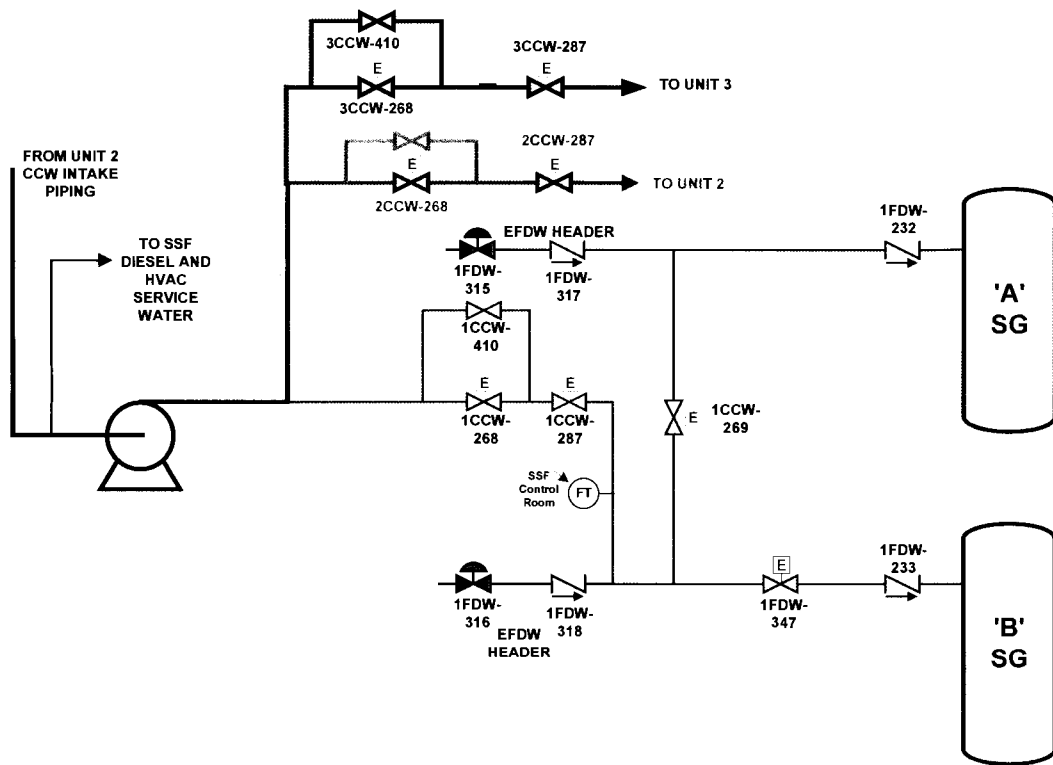 3CCW-410
E
3CCW-268
3CCW-287
E
TO UNIT 3
FROM UNIT 2
CCW INTAKE
PIPING
E
2CCW-268
2CCW-287
E
TO UNIT 2
TO SSF
DIESEL AND
HVAC
SERVICE
WATER
EFDW HEADER
1FDW-
315
1FDW-
317
1FDW-
232
'A'
SG
1CCW-
410
E
1CCW-
268
E
1CCW-
287
E
1CCW-
269
SSF
Control
Room
FT
1FDW-
316
EFDW
HEADER
1FDW-
318
E
1FDW-
347
1FDW-
233
'B'
SG